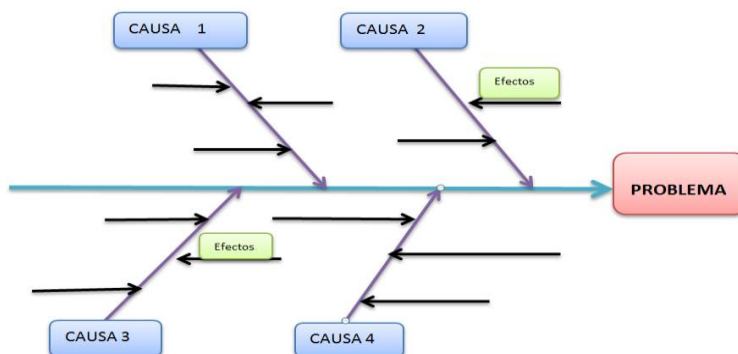 CAUSA 1
CAUSA 2
Efectos
PROBLEMA
Efectos
CAUSA 3
CAUSA 4